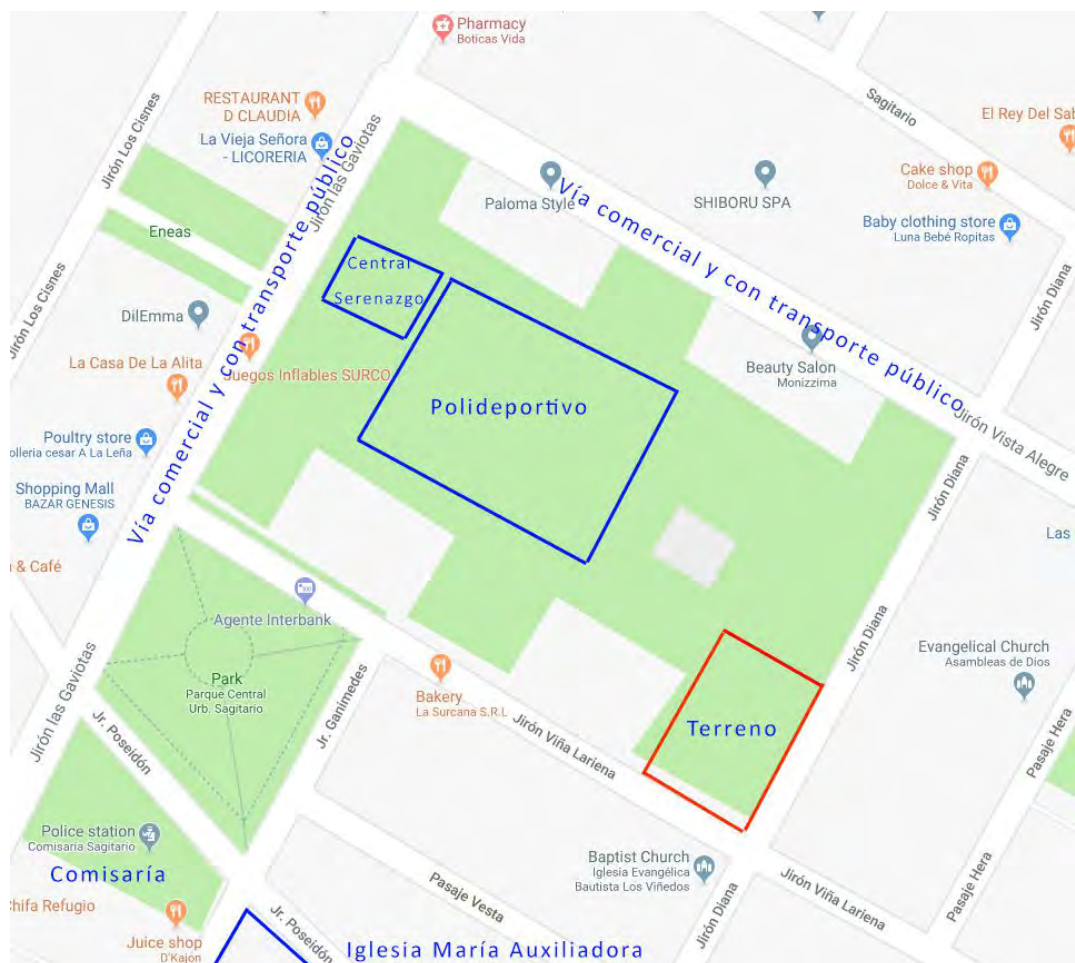 Pharmacy
Boticas Vida
Sagitario
RESTAURANT
D CLAUDIA
El Rey Del Sab
Jirón Los Cisnes
La Vieja Señora
- LICORERIA
Jirón las Gaviotas
Cake shop
Dolce & Vita
Paloma Style
SHIBORU SPA
Vía comercial y con transporte público
Baby clothing store
Luna Bebé Ropitas
Eneas
Central
Serenazgo
Jirón Diana
Jirón Los Cisnes
DilEmma
Vía comercial y con transporte público
La Casa De La Alita
Juegos Inflables SURCO
Beauty Salon
Monizzima
Polideportivo
Jirón Vista Alegre
Poultry store
olleria cesar A La Leña
Jirón Diana
Shopping Mall
BAZAR GENESIS
Las
& Café
Agente Interbank
Jirón Diana
Evangelical Church
Asambleas de Dios
Park
Parque Central
Urb. Sagitario
Jirón las Gaviotas
Jr. Ganimedes
Bakery
La Surcana S.R.L
Jirón Viña Lariena
Terreno
Jr. Poseidón
Pasaje Hera
Police station
Comisaría Sagitario
Comisaría
Baptist Church
Iglesia Evangélica
Bautista Los Viñedos
Pasaje Vesta
Jirón Viña Lariena
Pasaje Hera
Chifa Refugio
Jr. Poseidón
Jirón Diana
Juice shop
D'Kajon
Iglesia María Auxiliadora